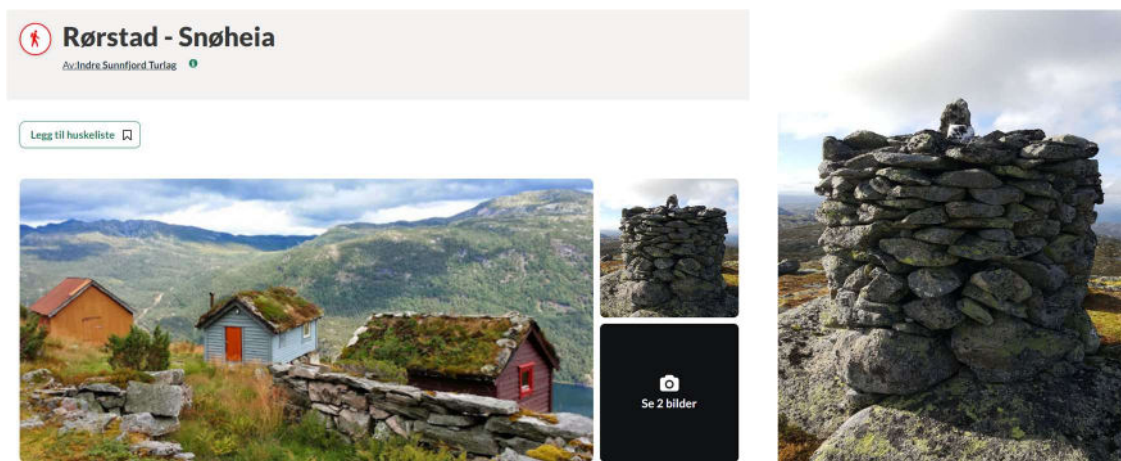 Rørstad - Snøheia
Av:Indre Sunnfjord Turlag
Legg til huskeliste
Se 2 bilder